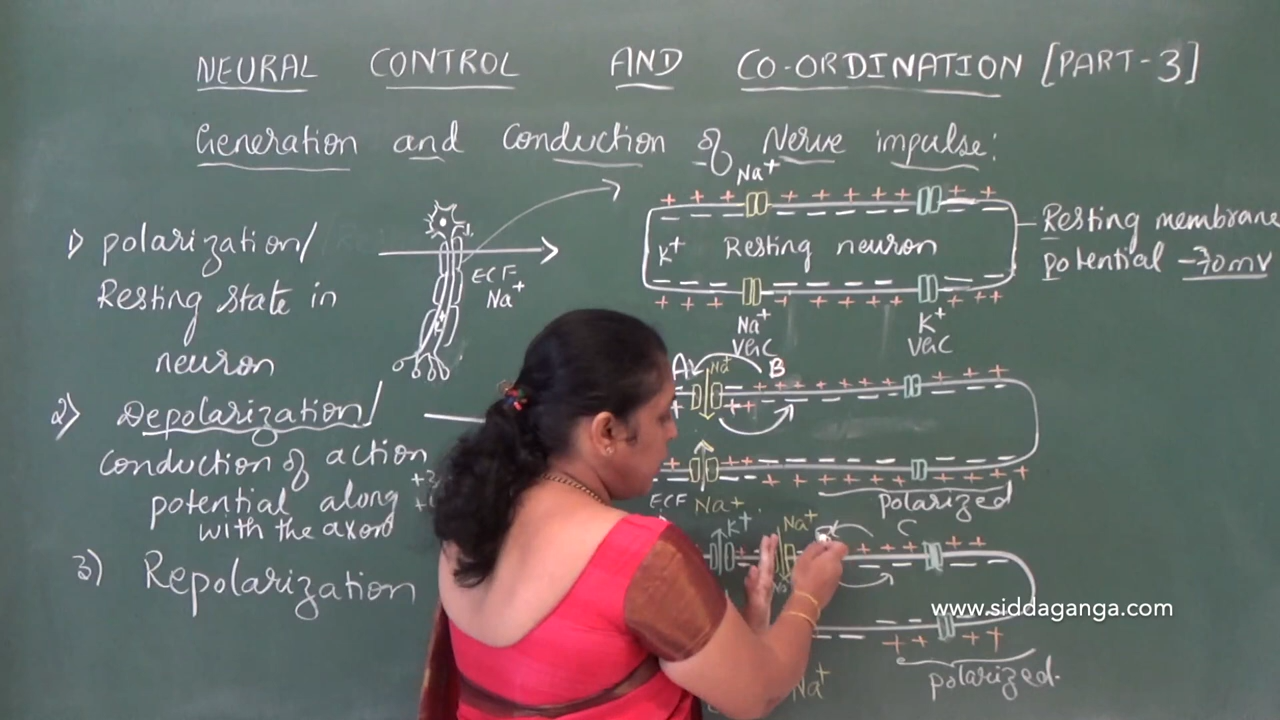 NEURAL CONTROL AND CO-ORDINATION [PART-3]
Generation and Conduction of Nerve impulse:
1) polarization/
Resting state in
neuron
2) Depolarization/
Conduction of action
potential along
with the axon
3) Repolarization
ECF
Na+
Na+
+ + + + + + + + +
K+ Resting neuron
Resting membrane
potential -70mv
Na+
VGC
K+
VGC
A B
Na+
ECF Na+
polarized
K+ Na+ C
Na+
polarized.
www.siddaganga.com